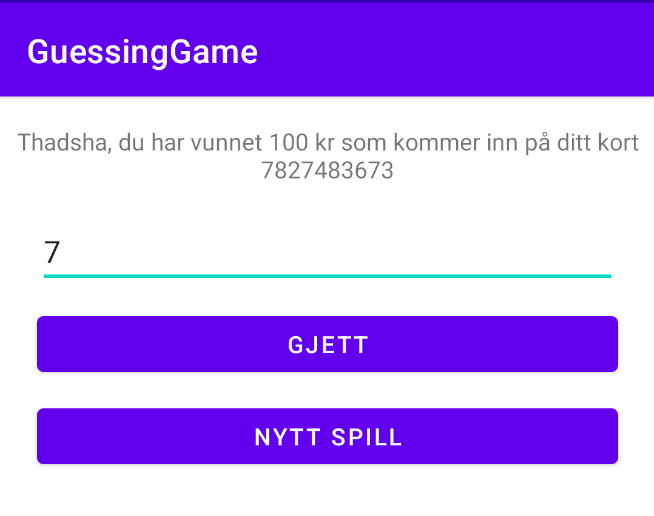 GuessingGame
Thadsha, du har vunnet 100 kr som kommer inn på ditt kort
7827483673
7
GJETT
NYTT SPILL